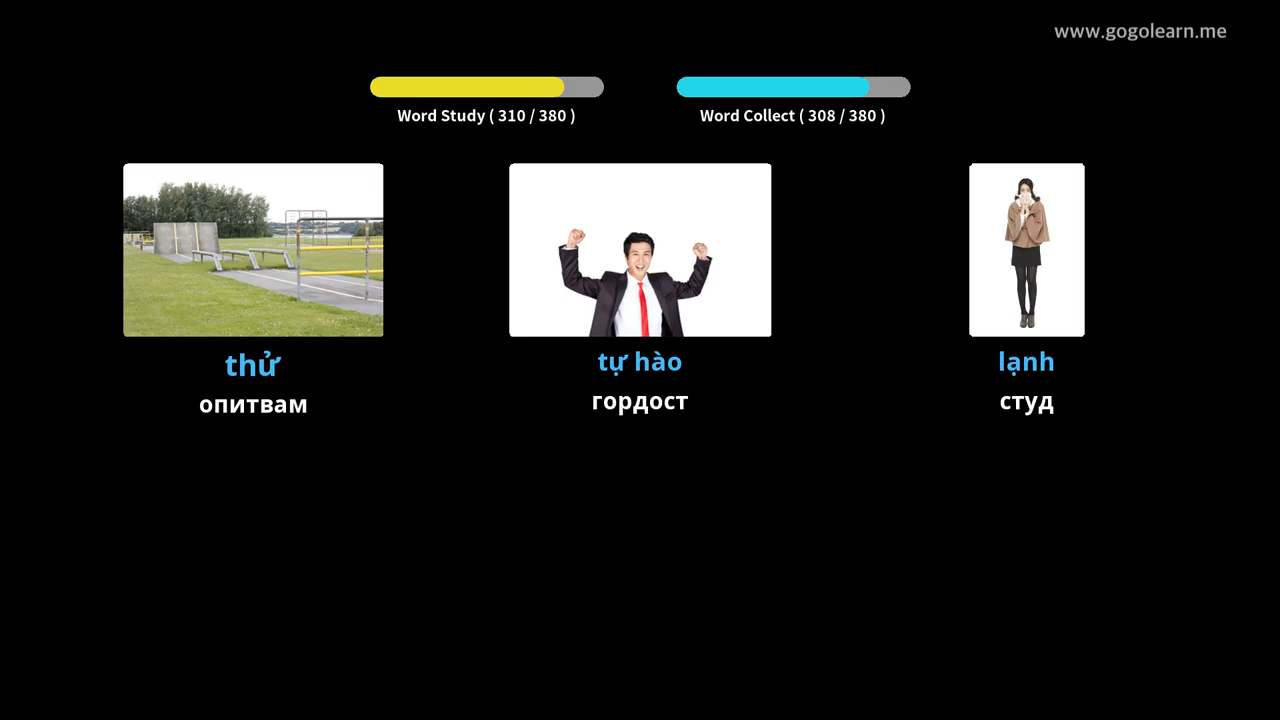 www.gogolearn.me
Word Study ( 310 / 380 )
Word Collect ( 308 / 380 )
thử
опитвам
tự hào
гордост
lạnh
студ